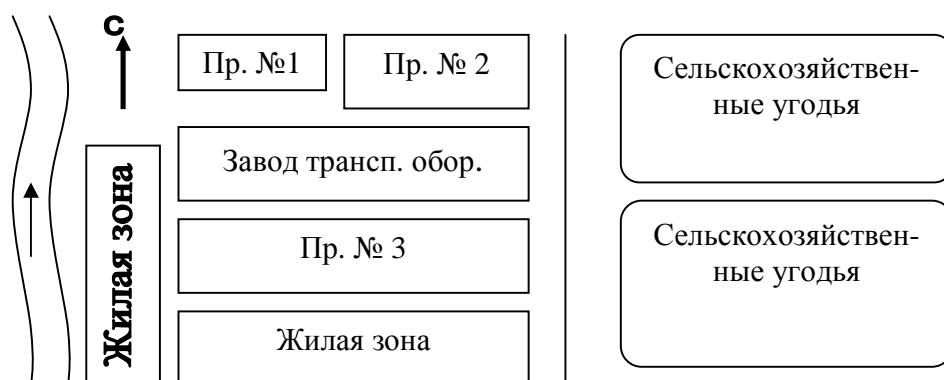 С
Пр. №1
Пр. № 2
Сельскохозяйствен-
ные угодья
Жилая зона
Завод трансп. обор.
Пр. № 3
Сельскохозяйствен-
ные угодья
Жилая зона